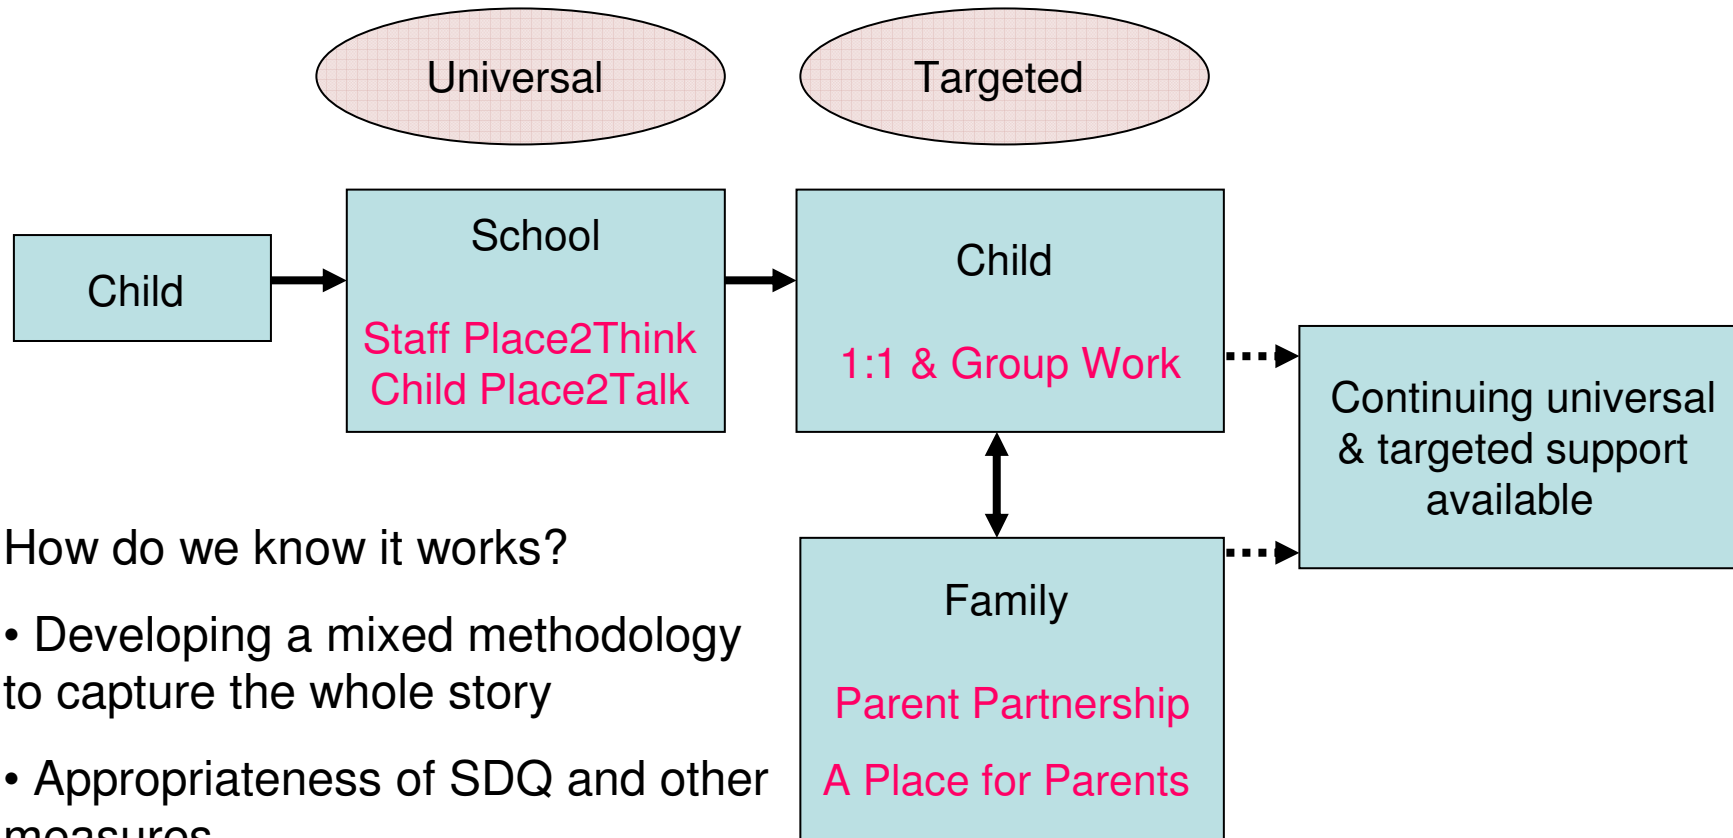 Universal
Targeted
Child
School
Staff Place2Think
Child Place2Talk
Child
1:1 & Group Work
Continuing universal
& targeted support
available
Family
Parent Partnership
A Place for Parents
How do we know it works?
• Developing a mixed methodology
to capture the whole story
• Appropriateness of SDQ and other
measures